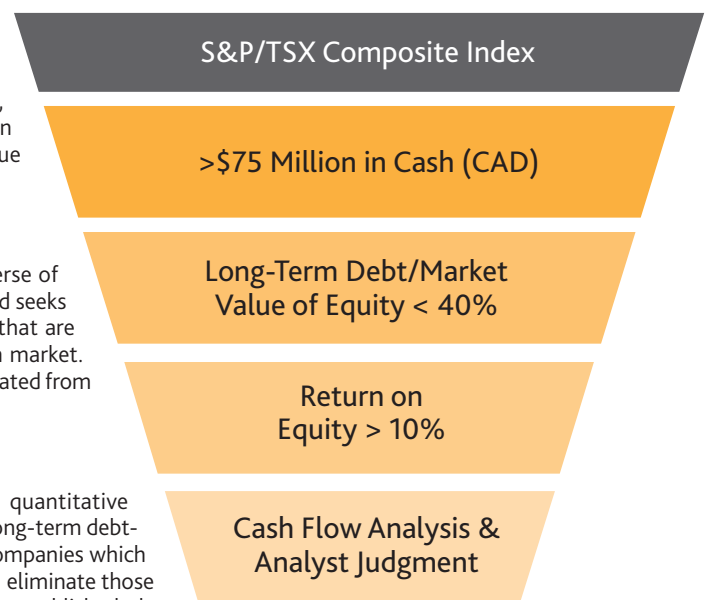 S&P/TSX Composite Index
,
n
ue
>$75 Million in Cash (CAD)
erse of
d seeks
that are
market.
ated from
Long-Term Debt/Market
Value of Equity < 40%
Return on
Equity > 10%
quantitative
ong-term debt-
ompanies which
eliminate those
Cash Flow Analysis &
Analyst Judgment